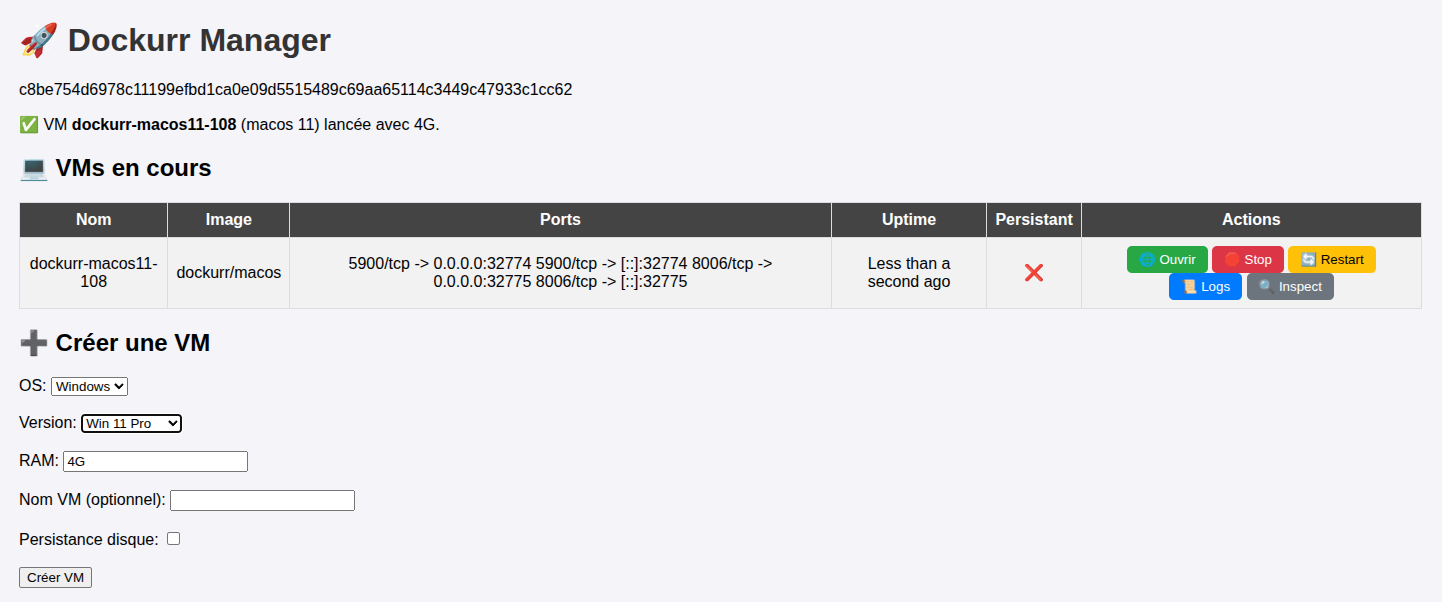 🚀 Dockurr Manager
c8be754d6978c11199efbd1ca0e09d5515489c69aa65114c3449c47933c1cc62
✅ VM dockurr-macos11-108 (macos 11) lancée avec 4G.
💻 VMs en cours
Nom Image Ports Uptime Persistant Actions
dockurr-macos11-
108
dockurr/macos
5900/tcp -> 0.0.0.0:32774 5900/tcp -> [::]:32774 8006/tcp ->
0.0.0.0:32775 8006/tcp -> [::]:32775
Less than a
second ago
❌
🌐 Ouvrir 🛑 Stop 🔄 Restart
📜 Logs 🔍 Inspect
➕ Créer une VM
OS: Windows
Version: Win 11 Pro
RAM: 4G
Nom VM (optionnel):
Persistance disque:
Créer VM